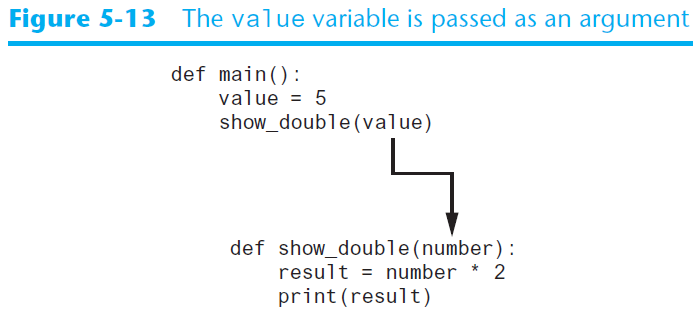 Figure 5-13 The value variable is passed as an argument
def main():
    value = 5
    show_double(value)
def show_double(number):
    result = number * 2
    print(result)